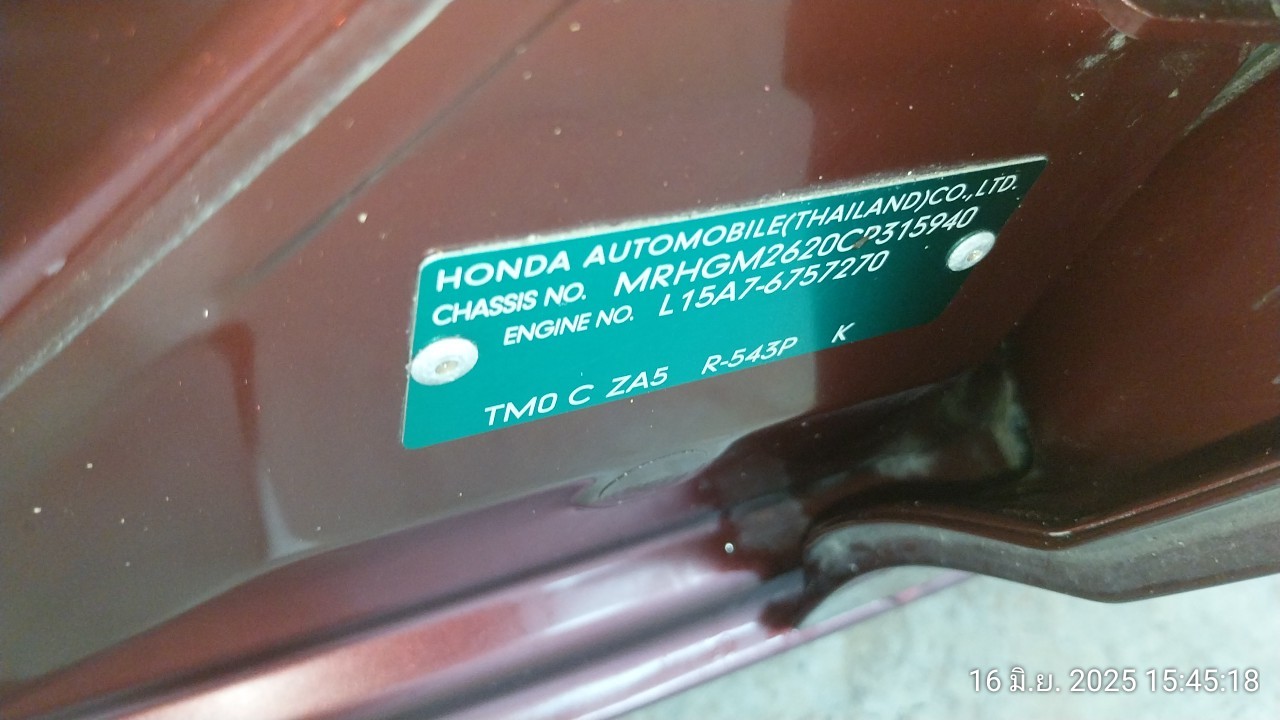 HONDA AUTOMOBILE(THAILAND)CO.,LTD.
CHASSIS NO. MRHGM2620CP315940
ENGINE NO. L15A7-6757270
TM0 C ZA5 R-543P K
16 มิ.ย. 2025 15:45:18